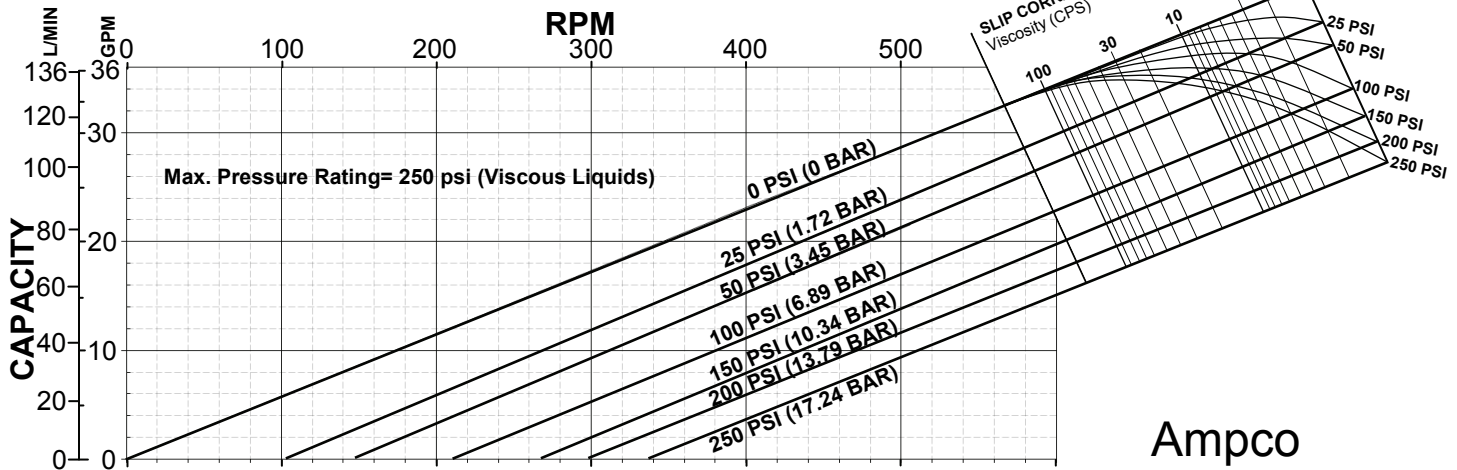 RPM
L/MIN
GPM
0 100 200 300 400 500
SLIP
Viscosity (CPS)
100
30
10
25 PSI
50 PSI
100 PSI
150 PSI
200 PSI
250 PSI
136
120
100
80
60
40
20
0
36
30
20
10
0
CAPACITY
Max. Pressure Rating= 250 psi (Viscous Liquids)
0 PSI (0 BAR)
25 PSI (1.72 BAR)
50 PSI (3.45 BAR)
100 PSI (6.89 BAR)
150 PSI (10.34 BAR)
200 PSI (13.79 BAR)
250 PSI (17.24 BAR)
Ampco